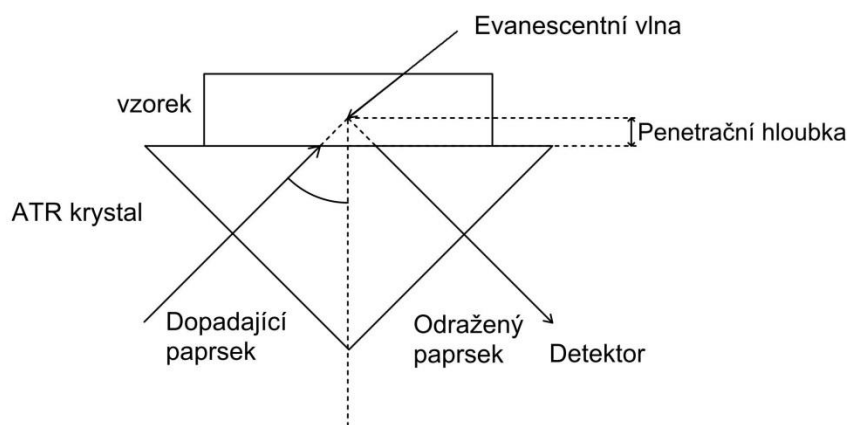 Evanescentní vlna
vzorek
Penetrační hloubka
ATR krystal
Dopadající
paprsek
Odražený
paprsek
Detektor